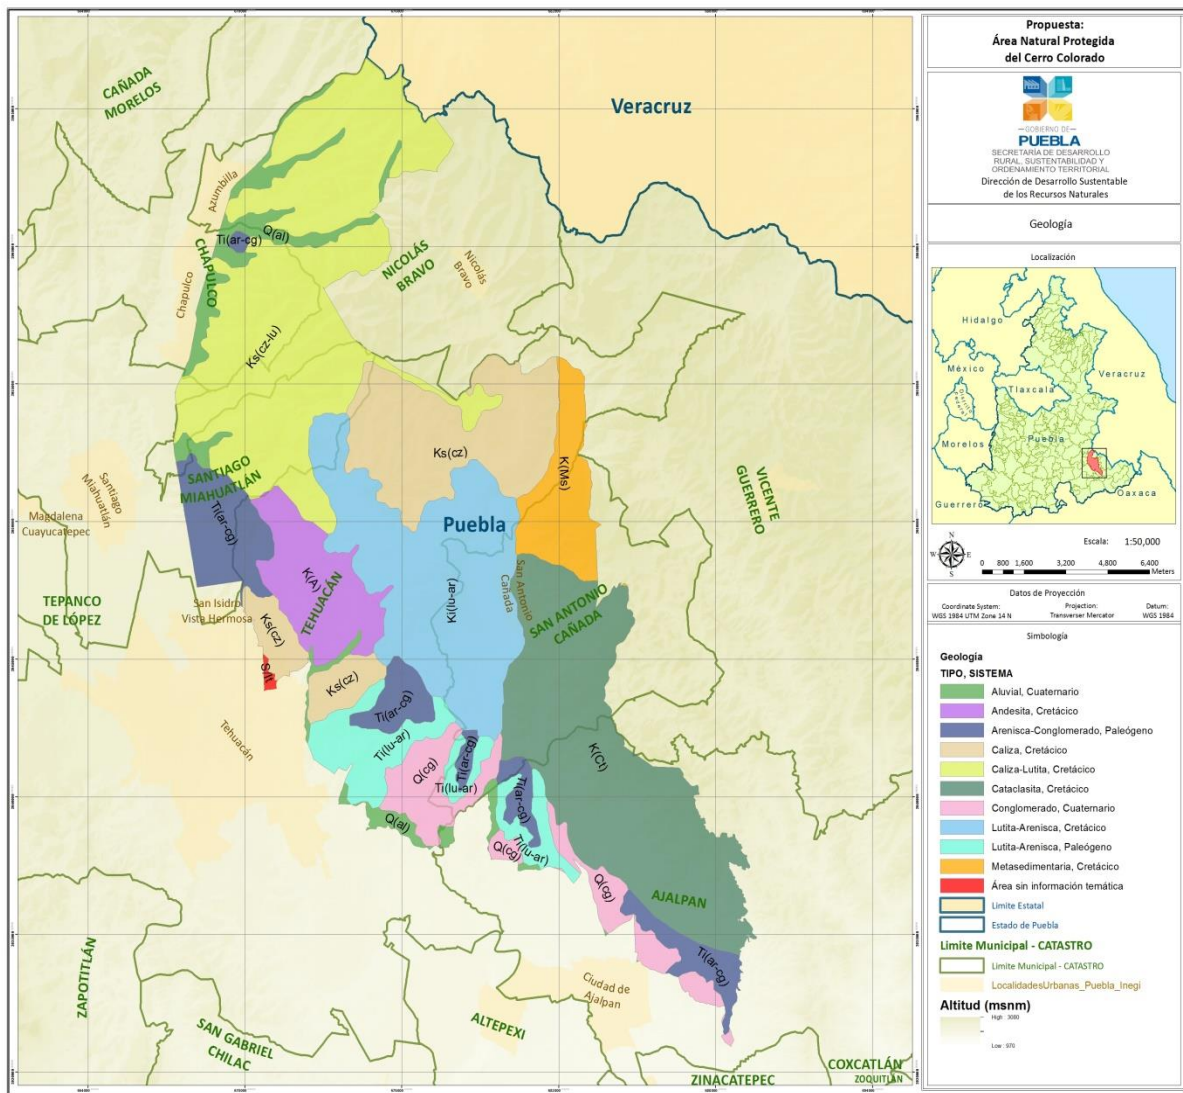 Propuesta:
Área Natural Protegida
del Cerro Colorado
GOBIERNO DE
PUEBLA
SECRETARÍA DE DESARROLLO
RURAL, SUSTENTABILIDAD Y
ORDENAMIENTO TERRITORIAL
Dirección de Desarrollo Sustentable
de los Recursos Naturales
Geología
Localización
Hidalgo
México
Tlaxcala
Veracruz
Distrito
Federal
Morelos
Puebla
Guerrero
Oaxaca
N
W
E
S
Escala: 1:50,000
0 800 1,600 3,200 4,800 6,400
Meters
Datos de Proyección
Coordinate System:
WGS 1984 UTM Zone 14 N
Projection:
Transverser Mercator
Datum:
WGS 1984
Simbología
Geología
TIPO, SISTEMA
Aluvial, Cuaternario
Andesita, Cretácico
Arenisca-Conglomerado, Paleógeno
Caliza, Cretácico
Caliza-Lutita, Cretácico
Cataclasita, Cretácico
Conglomerado, Cuaternario
Lutita-Arenisca, Cretácico
Lutita-Arenisca, Paleógeno
Metasedimentaria, Cretácico
Área sin información temática
Limite Estatal
Estado de Puebla
Limite Municipal - CATASTRO
Limite Municipal - CATASTRO
LocalidadesUrbanas_Puebla_Inegi
Altitud (msnm)
High : 3080
Low : 970
CAÑADA
MORELOS
Veracruz
Azumbilla
Q(al)
Ti(ar-cg)
CHAPULCO
Chapulco
NICOLÁS
BRAVO
Nicolás
Bravo
Ks(cz-lu)
Ks(cz)
K(Ms)
SANTIAGO
MIAHUATLÁN
Santiago
Miahuatlán
Magdalena
Cuayucatepec
Ti(ar-cg)
Puebla
VICENTE
GUERRERO
K(A)
TEHUACÁN
Ki(lu-ar)
San Antonio
Cañada
SAN ANTONIO
CAÑADA
TEPANCO
DE LÓPEZ
San Isidro
Vista Hermosa
Ks(cz)
S/It
Ks(cz)
Ti(ar-cg)
Tehuacán
Ti(lu-ar)
Q(cg)
Ti(ar-cg)
Ti(lu-ar)
K(Ct)
Ti(ar-cg)
Q(al)
Ti(lu-ar)
Q(cg)
Q(cg)
AJALPAN
Ti(ar-cg)
ZAPOTITLÁN
Ciudad de
Ajalpan
ALTEPEXI
SAN GABRIEL
CHILAC
COXCATLÁN
ZINACATEPEC
ZOQUITLÁN